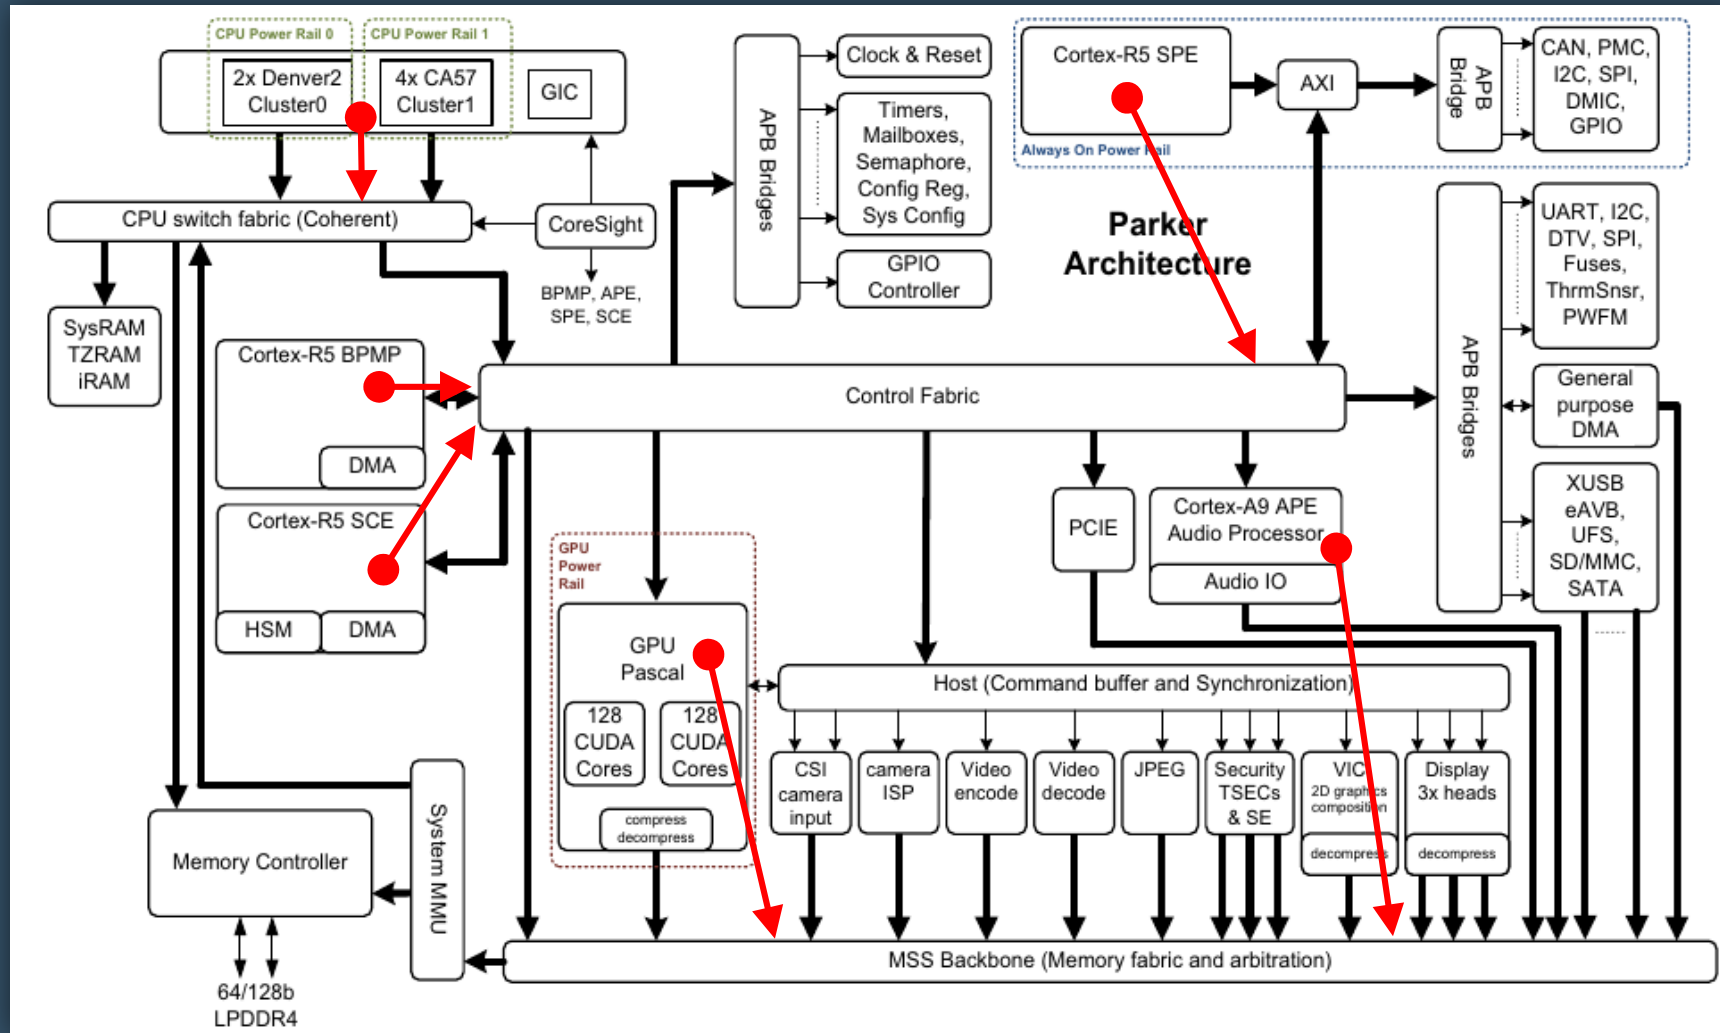 CPU Power Rail 0
CPU Power Rail 1
2x Denver2
Cluster0
4x CA57
Cluster1
GIC
CPU switch fabric (Coherent)
CoreSight
BPMP, APE,
SPE, SCE
SysRAM
TZRAM
iRAM
APB Bridges
Clock & Reset
Timers,
Mailboxes,
Semaphore,
Config Reg,
Sys Config
GPIO
Controller
Cortex-R5 SPE
AXI
APB
Bridge
CAN, PMC,
I2C, SPI,
DMIC,
GPIO
Always On Power Rail
Parker
Architecture
APB Bridges
UART, I2C,
DTV, SPI,
Fuses,
ThrmSnsr,
PWFM
General
purpose
DMA
XUSB
eAVB,
UFS,
SD/MMC,
SATA
Cortex-R5 BPMP
DMA
Cortex-R5 SCE
HSM
DMA
Control Fabric
PCIE
Cortex-A9 APE
Audio Processor
Audio IO
GPU
Power
Rail
GPU
Pascal
128
CUDA
Cores
128
CUDA
Cores
compress
decompress
Host (Command buffer and Synchronization)
CSI
camera
input
camera
ISP
Video
encode
Video
decode
JPEG
Security
TSECs
& SE
VIC
2D graphics
composition
decompress
Display
3x heads
decompress
System MMU
Memory Controller
64/128b
LPDDR4
MSS Backbone (Memory fabric and arbitration)